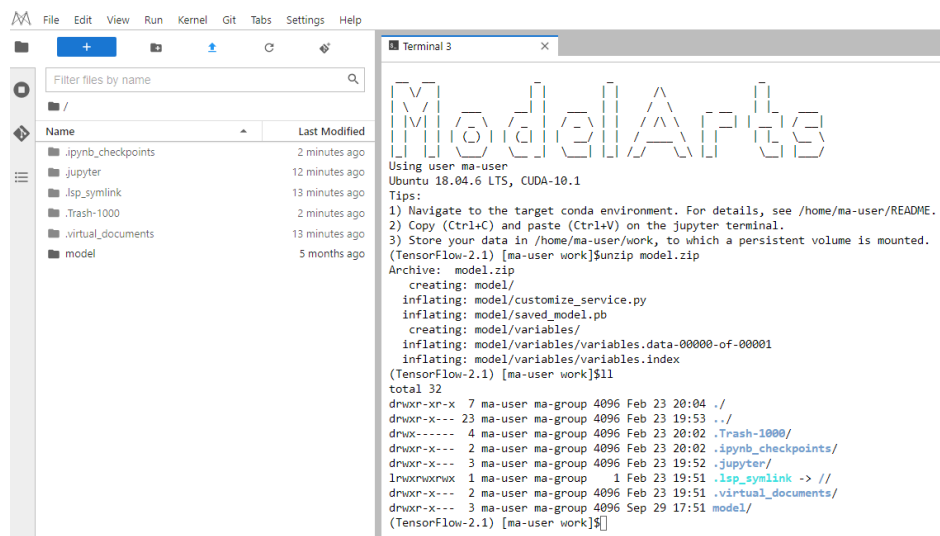 File Edit View Run Kernel Git Tabs Settings Help
+
Filter files by name
/
Name Last Modified
.ipynb_checkpoints 2 minutes ago
.jupyter 12 minutes ago
.lsp_symlink 13 minutes ago
.Trash-1000 2 minutes ago
.virtual_documents 13 minutes ago
model 5 months ago
Terminal 3
ModelArts
Using user ma-user
Ubuntu 18.04.6 LTS, CUDA-10.1
Tips:
1) Navigate to the target conda environment. For details, see /home/ma-user/README.
2) Copy (Ctrl+C) and paste (Ctrl+V) on the jupyter terminal.
3) Store your data in /home/ma-user/work, to which a persistent volume is mounted.
(TensorFlow-2.1) [ma-user work]$unzip model.zip
Archive:  model.zip
   creating: model/
  inflating: model/customize_service.py
  inflating: model/saved_model.pb
   creating: model/variables/
  inflating: model/variables/variables.data-00000-of-00001
  inflating: model/variables/variables.index
(TensorFlow-2.1) [ma-user work]$ll
total 32
drwxr-xr-x  7 ma-user ma-group 4096 Feb 23 20:04 ./
drwxr-x--- 23 ma-user ma-group 4096 Feb 23 19:53 ../
drwx------  4 ma-user ma-group 4096 Feb 23 20:02 .Trash-1000/
drwxr-x---  2 ma-user ma-group 4096 Feb 23 20:02 .ipynb_checkpoints/
drwxr-x---  3 ma-user ma-group 4096 Feb 23 19:52 .jupyter/
lrwxrwxrwx  1 ma-user ma-group    1 Feb 23 19:51 .lsp_symlink -> //
drwxr-x---  2 ma-user ma-group 4096 Feb 23 19:51 .virtual_documents/
drwxr-x---  3 ma-user ma-group 4096 Sep 29 17:51 model/
(TensorFlow-2.1) [ma-user work]$